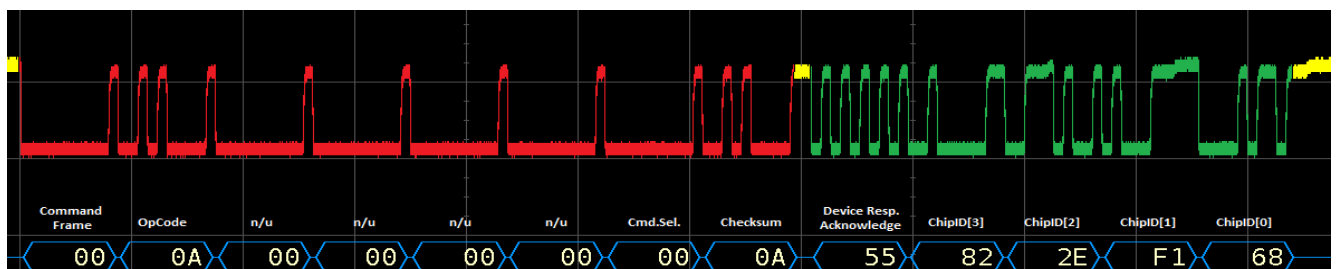 Command
Frame
OpCode
n/u
n/u
n/u
n/u
Cmd.Sel.
Checksum
Device Resp.
Acknowledge
ChipID[3]
ChipID[2]
ChipID[1]
ChipID[0]
00 0A 00 00 00 00 00 0A 55 82 2E F1 68